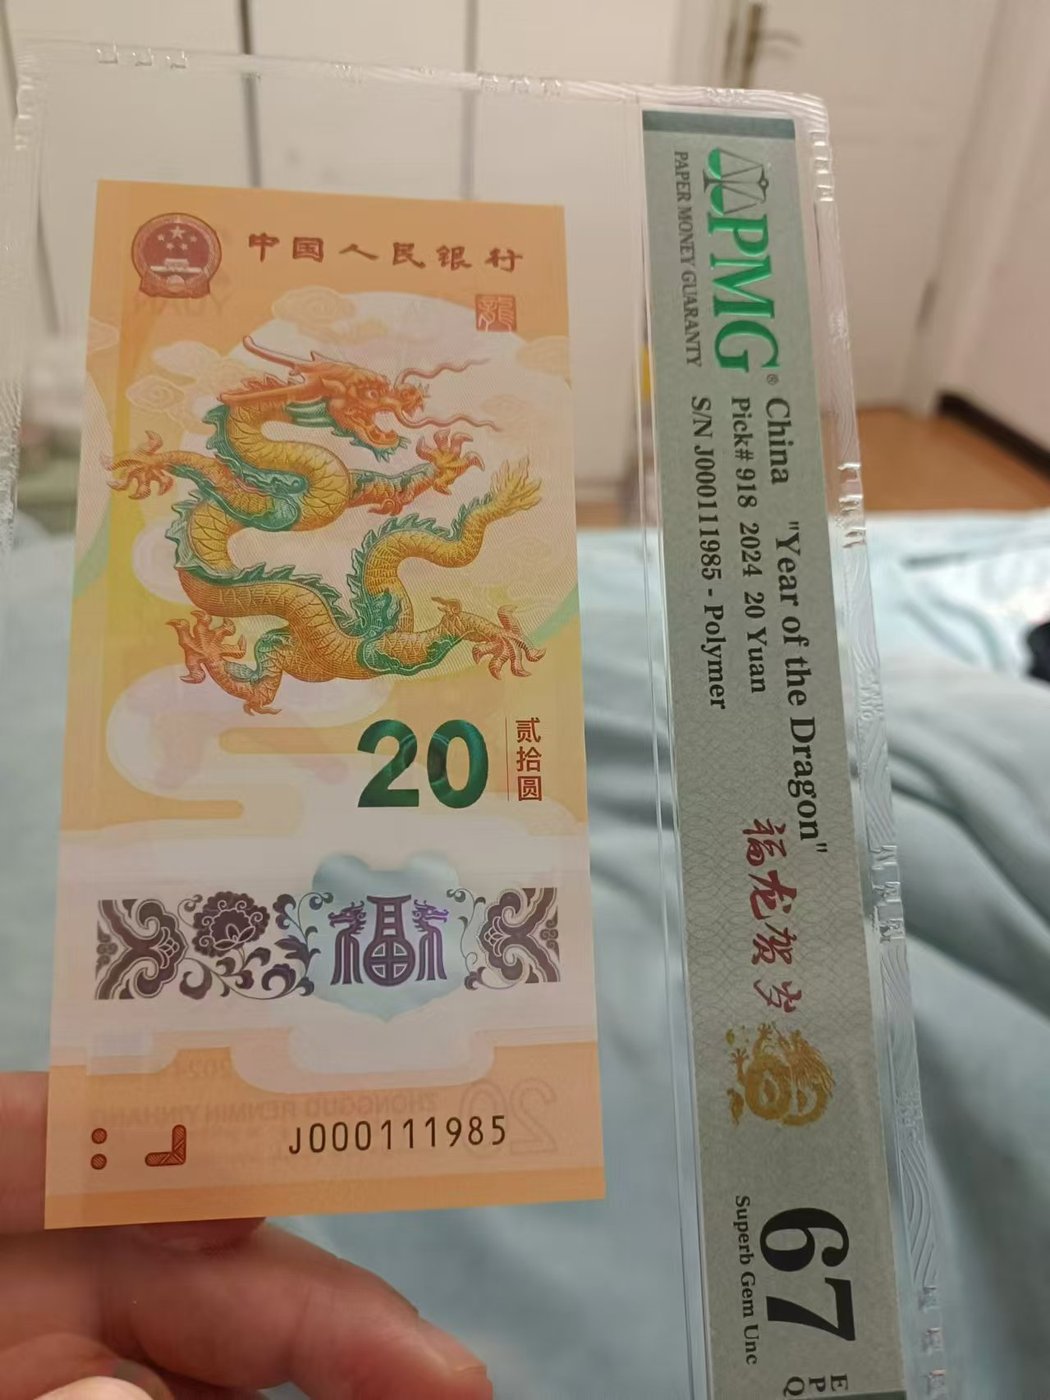 中国人民银行
龍
20
贰拾圆
福
J000111985
PMG®
PAPER MONEY GUARANTY
China "Year of the Dragon"
Pick# 918 2024 20 Yuan
S/N J000111985 - Polymer
福龙贺岁
67
EPQ
Superb Gem Unc